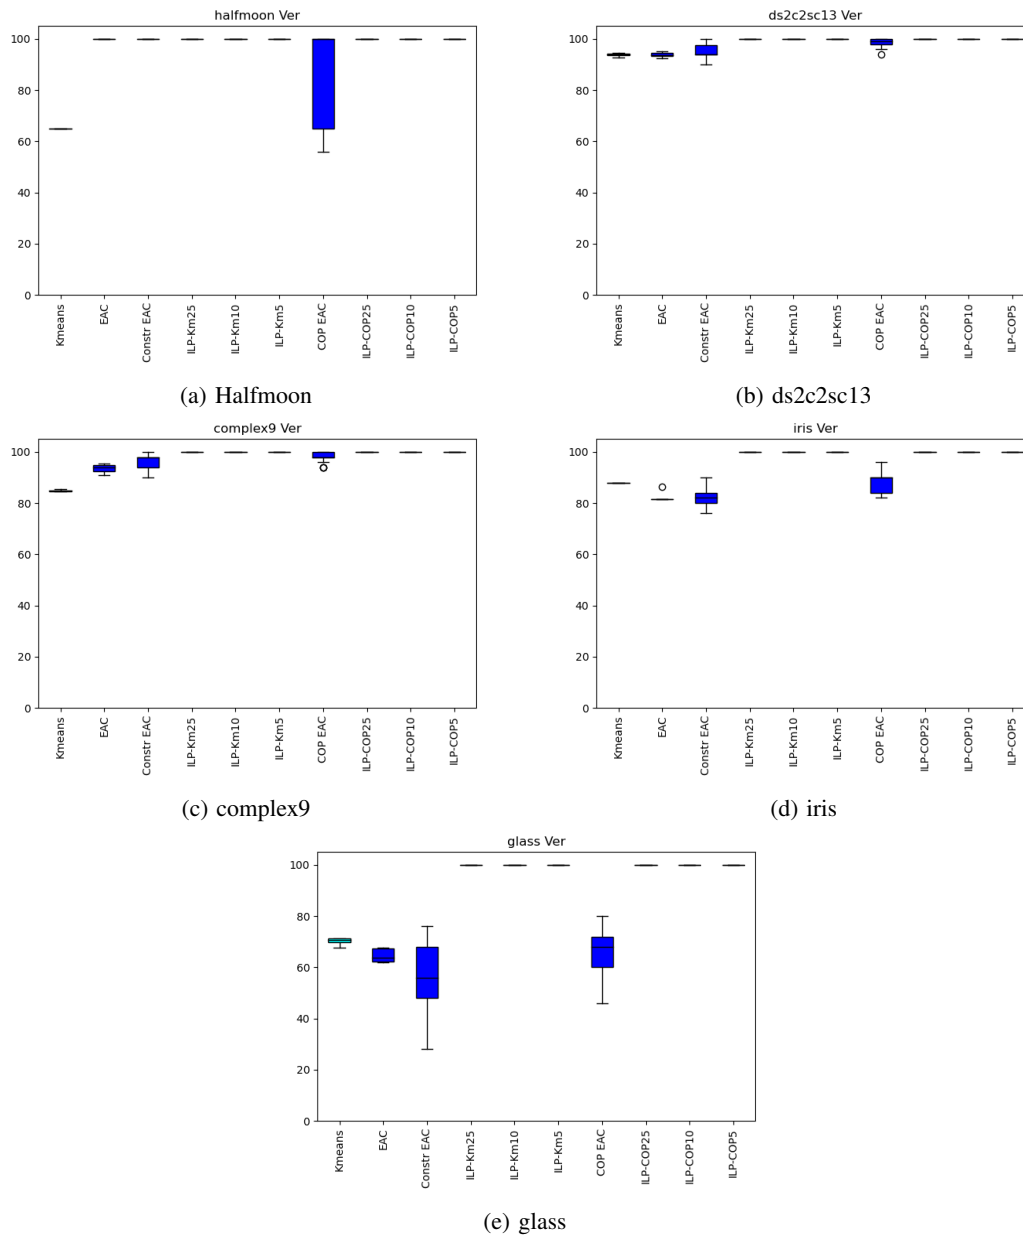 halfmoon Ver
100
80
60
40
20
0
Kmeans
EAC
Constr EAC
ILP-Km25
ILP-Km10
ILP-Km5
COP EAC
ILP-COP25
ILP-COP10
ILP-COP5
(a) Halfmoon
ds2c2sc13 Ver
100
80
60
40
20
0
Kmeans
EAC
Constr EAC
ILP-Km25
ILP-Km10
ILP-Km5
COP EAC
ILP-COP25
ILP-COP10
ILP-COP5
(b) ds2c2sc13
complex9 Ver
100
80
60
40
20
0
Kmeans
EAC
Constr EAC
ILP-Km25
ILP-Km10
ILP-Km5
COP EAC
ILP-COP25
ILP-COP10
ILP-COP5
(c) complex9
iris Ver
100
80
60
40
20
0
Kmeans
EAC
Constr EAC
ILP-Km25
ILP-Km10
ILP-Km5
COP EAC
ILP-COP25
ILP-COP10
ILP-COP5
(d) iris
glass Ver
100
80
60
40
20
0
Kmeans
EAC
Constr EAC
ILP-Km25
ILP-Km10
ILP-Km5
COP EAC
ILP-COP25
ILP-COP10
ILP-COP5
(e) glass